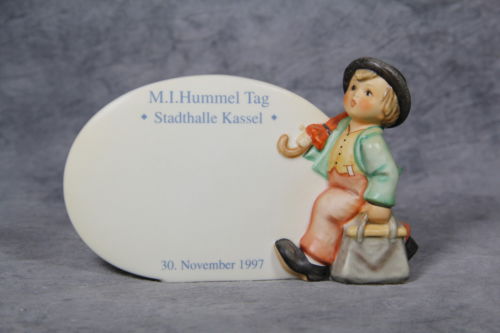 M.I.Hummel Tag
• Stadthalle Kassel •
30. November 1997